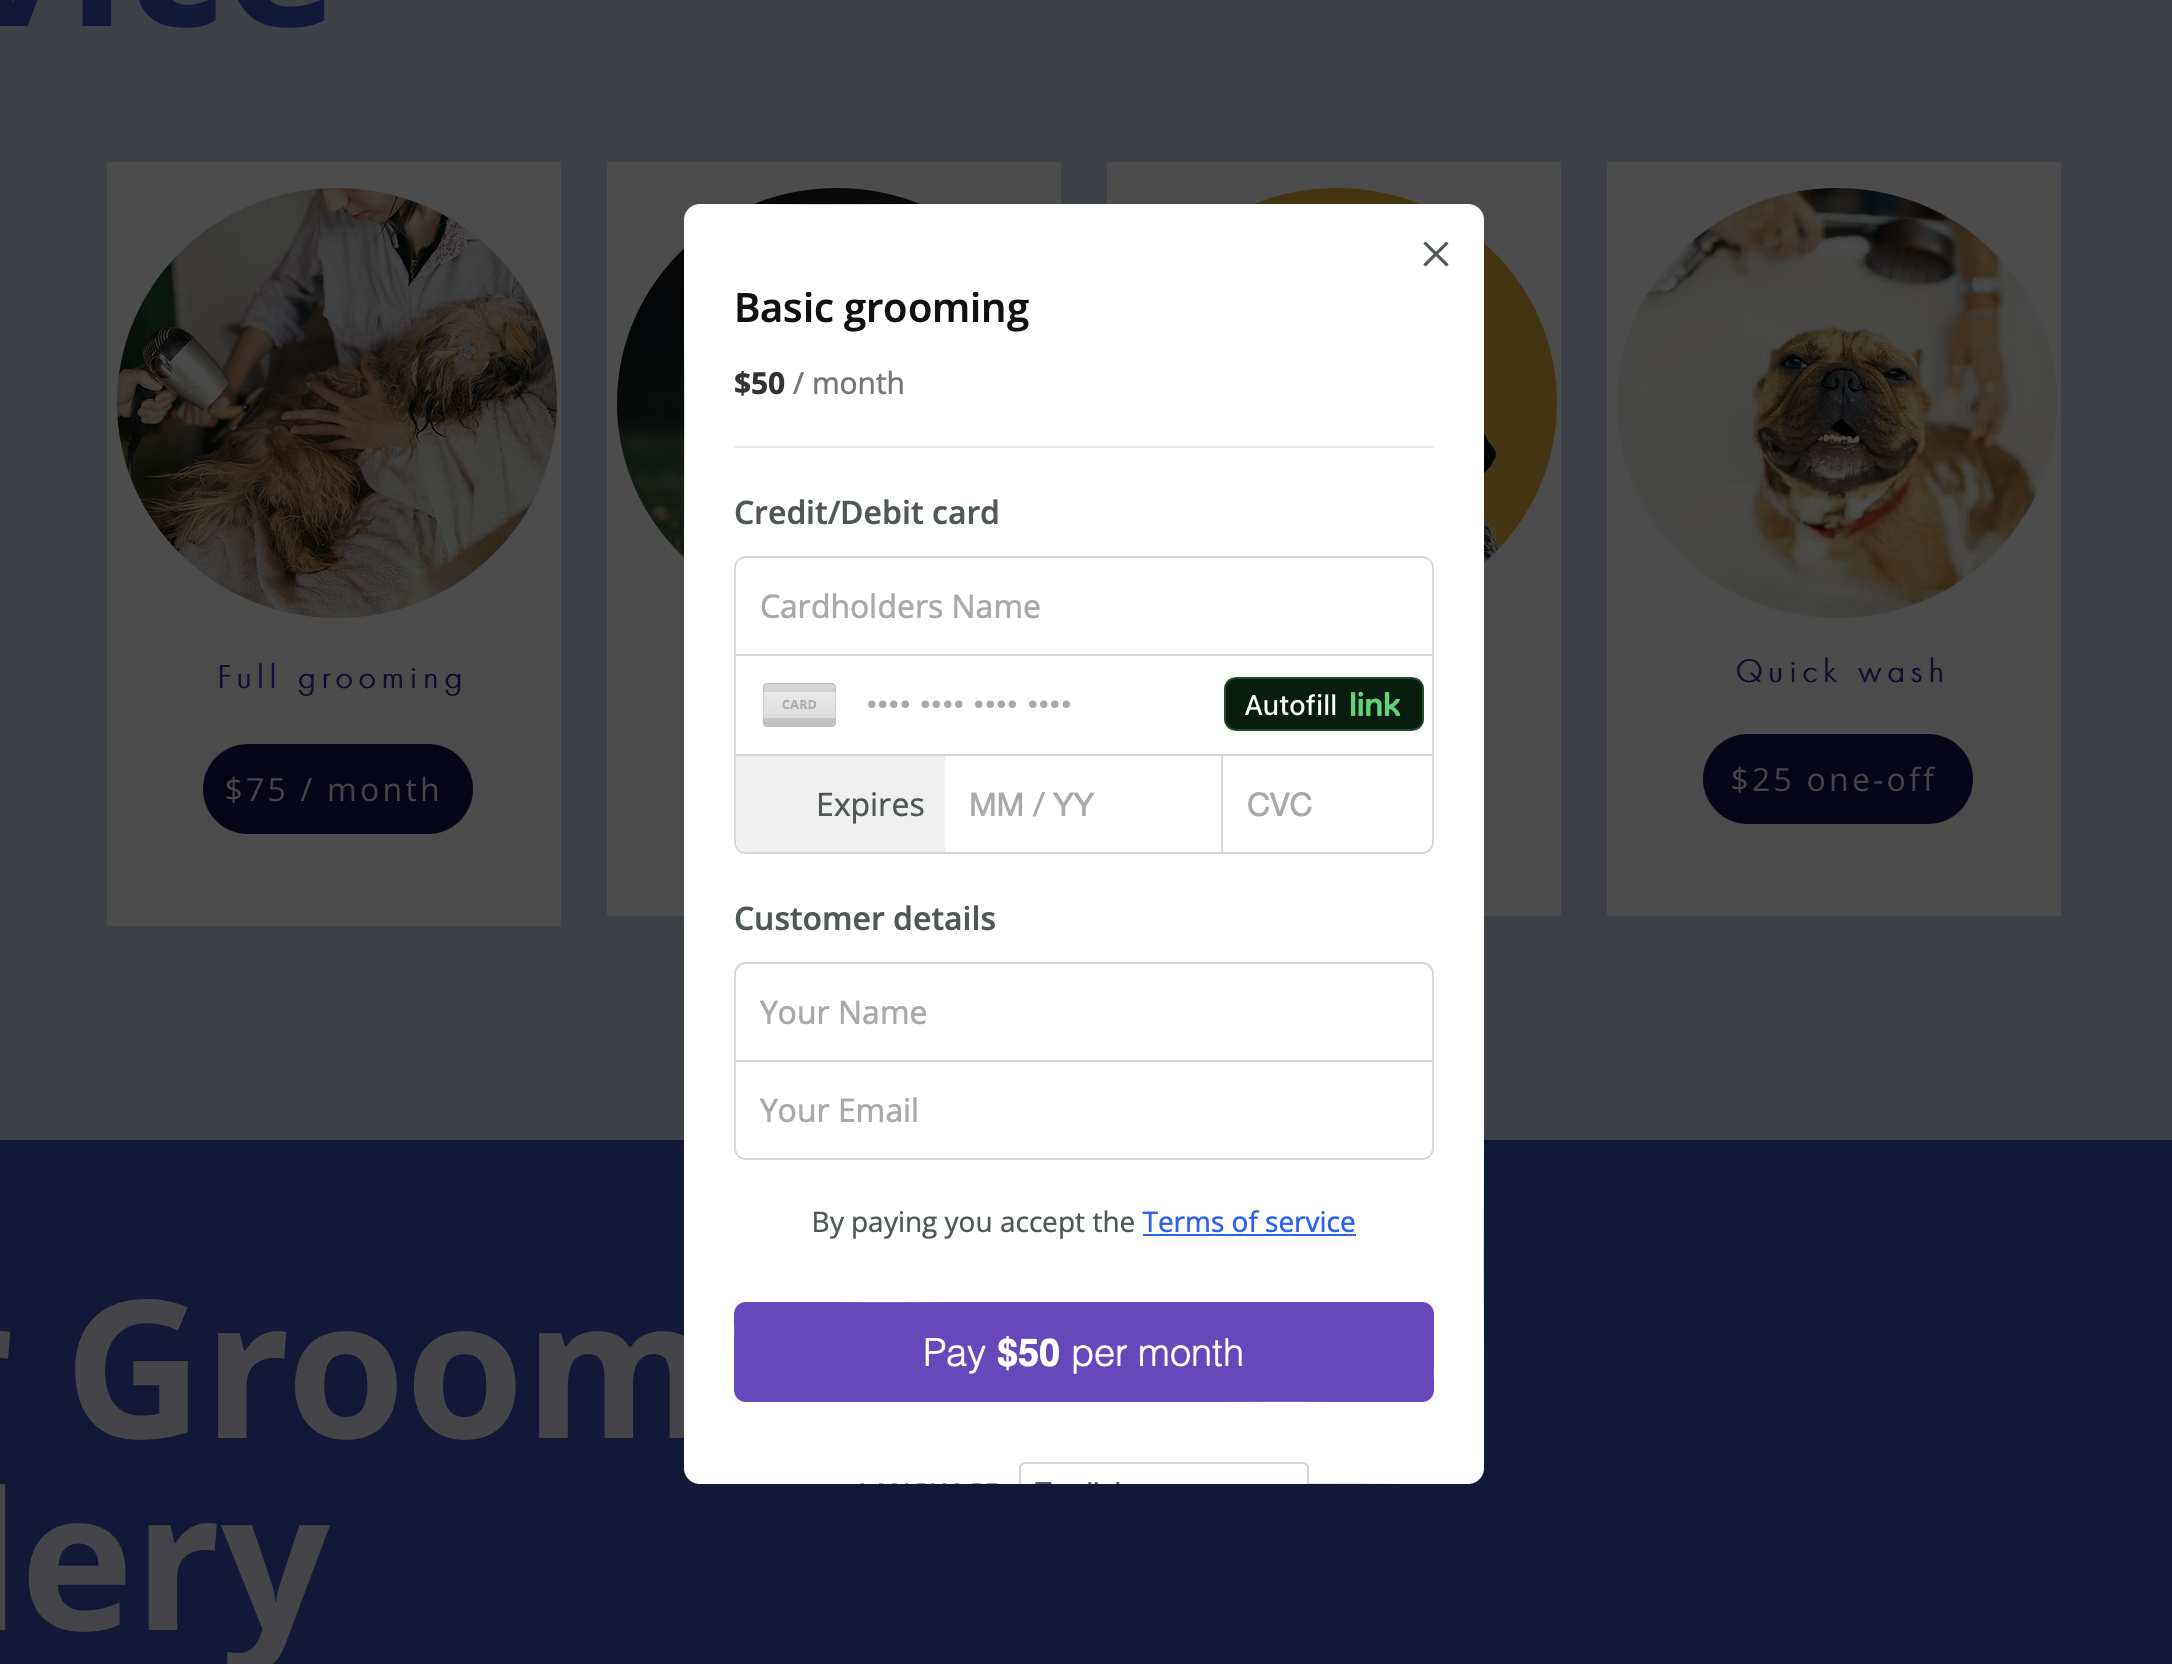 vice
Basic grooming
$50 / month
Credit/Debit card
Cardholders Name
CARD •••• •••• •••• •••• Autofill link
Expires MM / YY CVC
Customer details
Your Name
Your Email
By paying you accept the Terms of service
Pay $50 per month
Full grooming
$75 / month
Quick wash
$25 one-off
r Groom
lery